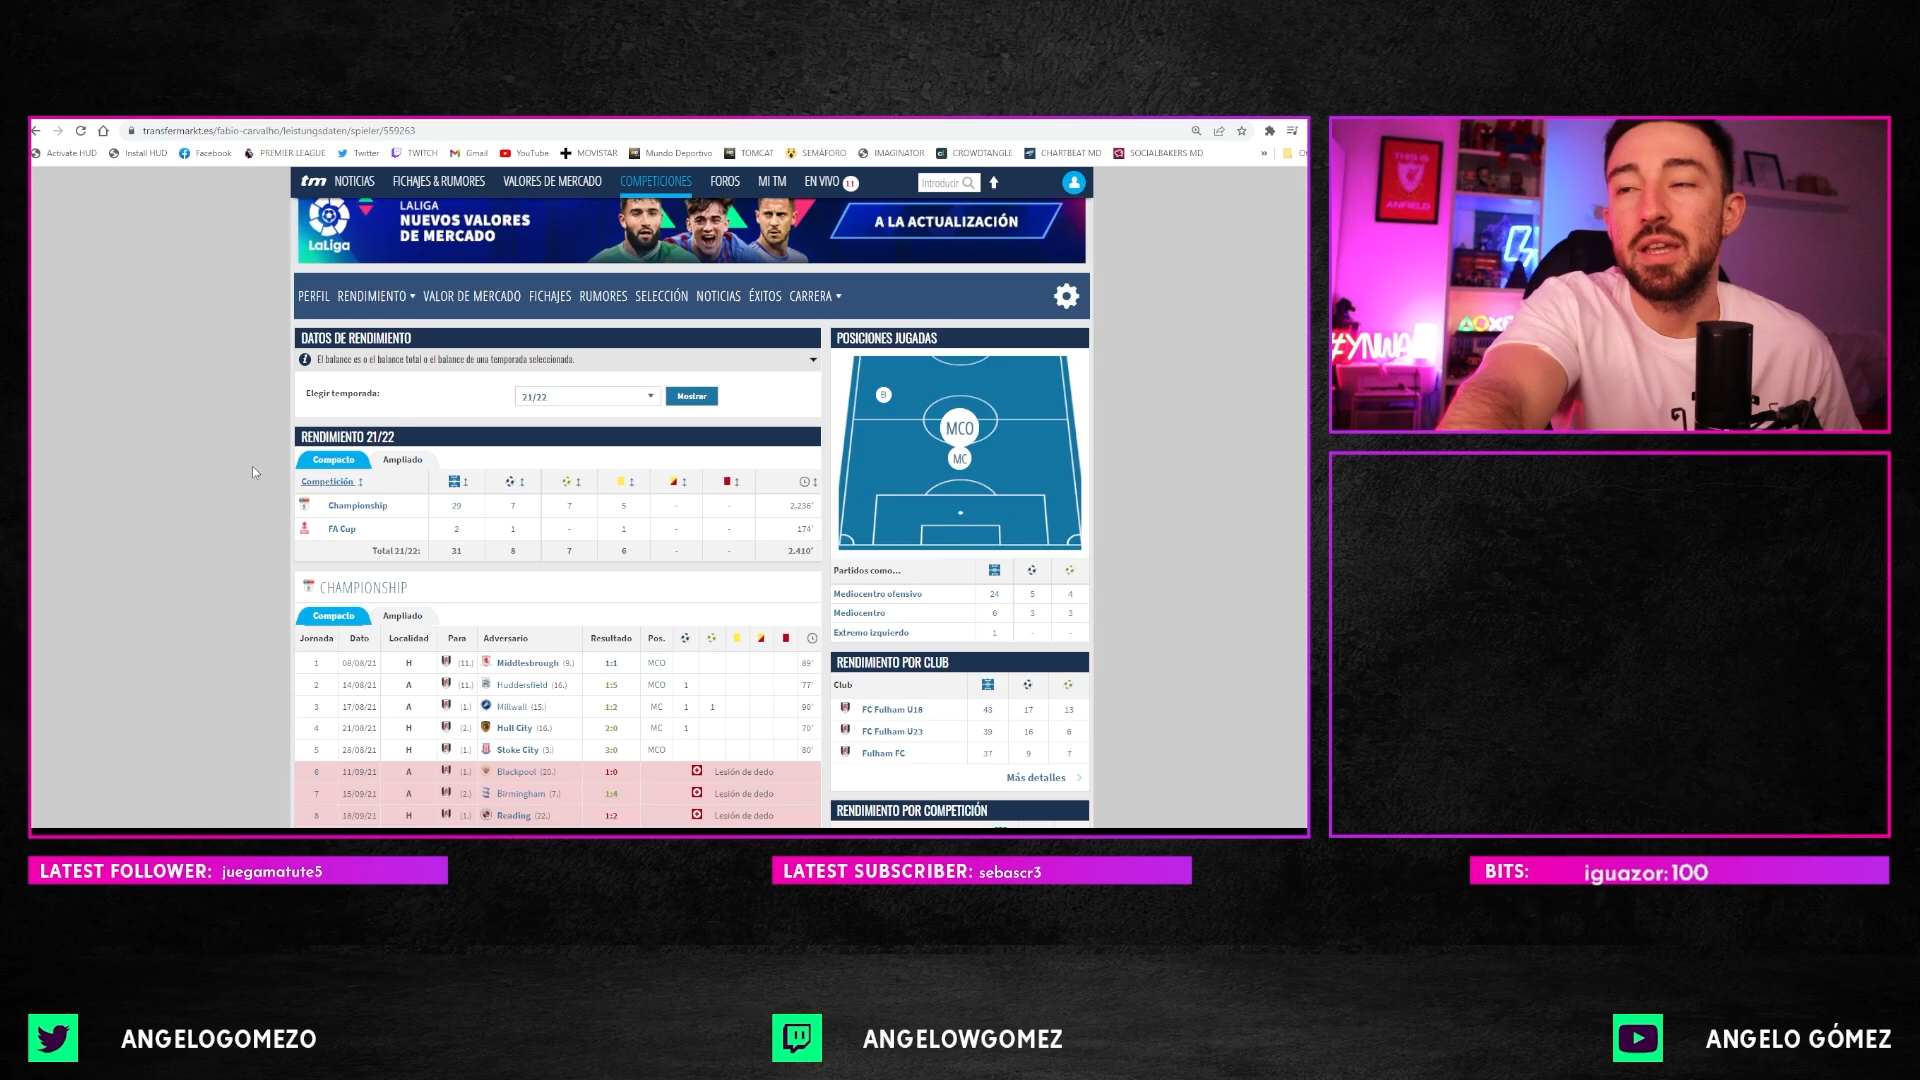 transfermarkt.es/fabio-carvalho/leistungsdaten/spieler/559263
Activate HUD Install HUD Facebook PREMIER LEAGUE Twitter TWITCH Gmail YouTube MOVISTAR Mundo Deportivo TOMCAT SEMÁFORO IMAGINATOR CROWDTANGLE CHARTBEAT MD SOCIALBAKERS MD »
tm NOTICIAS FICHAJES & RUMORES VALORES DE MERCADO COMPETICIONES FOROS MI TM EN VIVO 11 Introducir
LALIGA
NUEVOS VALORES
DE MERCADO
LaLiga
A LA ACTUALIZACIÓN
PERFIL RENDIMIENTO VALOR DE MERCADO FICHAJES RUMORES SELECCIÓN NOTICIAS ÉXITOS CARRERA
DATOS DE RENDIMIENTO
El balance es o el balance total o el balance de una temporada seleccionada.
Elegir temporada: 21/22 Mostrar
RENDIMIENTO 21/22
Compacto Ampliado
Competición
Championship 29 7 7 5 - - 2.236'
FA Cup 2 1 - 1 - - 174'
Total 21/22: 31 8 7 6 - - 2.410'
CHAMPIONSHIP
Compacto Ampliado
Jornada Dato Localidad Para Adversario Resultado Pos.
1 08/08/21 H (11.) Middlesbrough (9.) 1:1 MCO 89'
2 14/08/21 A (11.) Huddersfield (16.) 1:5 MCO 1 77'
3 17/08/21 A (1.) Millwall (15.) 1:2 MC 1 1 90'
4 21/08/21 H (2.) Hull City (16.) 2:0 MC 1 70'
5 28/08/21 H (1.) Stoke City (3.) 3:0 MCO 80'
6 11/09/21 A (1.) Blackpool (20.) 1:0 Lesión de dedo
7 15/09/21 A (2.) Birmingham (7.) 1:4 Lesión de dedo
8 18/09/21 H (1.) Reading (22.) 1:2 Lesión de dedo
POSICIONES JUGADAS
EI
MCO
MC
Partidos como...
Mediocentro ofensivo 24 5 4
Mediocentro 6 3 3
Extremo izquierdo 1 - -
RENDIMIENTO POR CLUB
Club
FC Fulham U18 43 17 13
FC Fulham U23 39 16 6
Fulham FC 37 9 7
Más detalles
RENDIMIENTO POR COMPETICIÓN
THIS IS
ANFIELD
#YNWA
LATEST FOLLOWER: juegamatute5
LATEST SUBSCRIBER: sebascr3
BITS: iguazor: 100
ANGELOGOMEZO
ANGELOWGOMEZ
ANGELO GÓMEZ